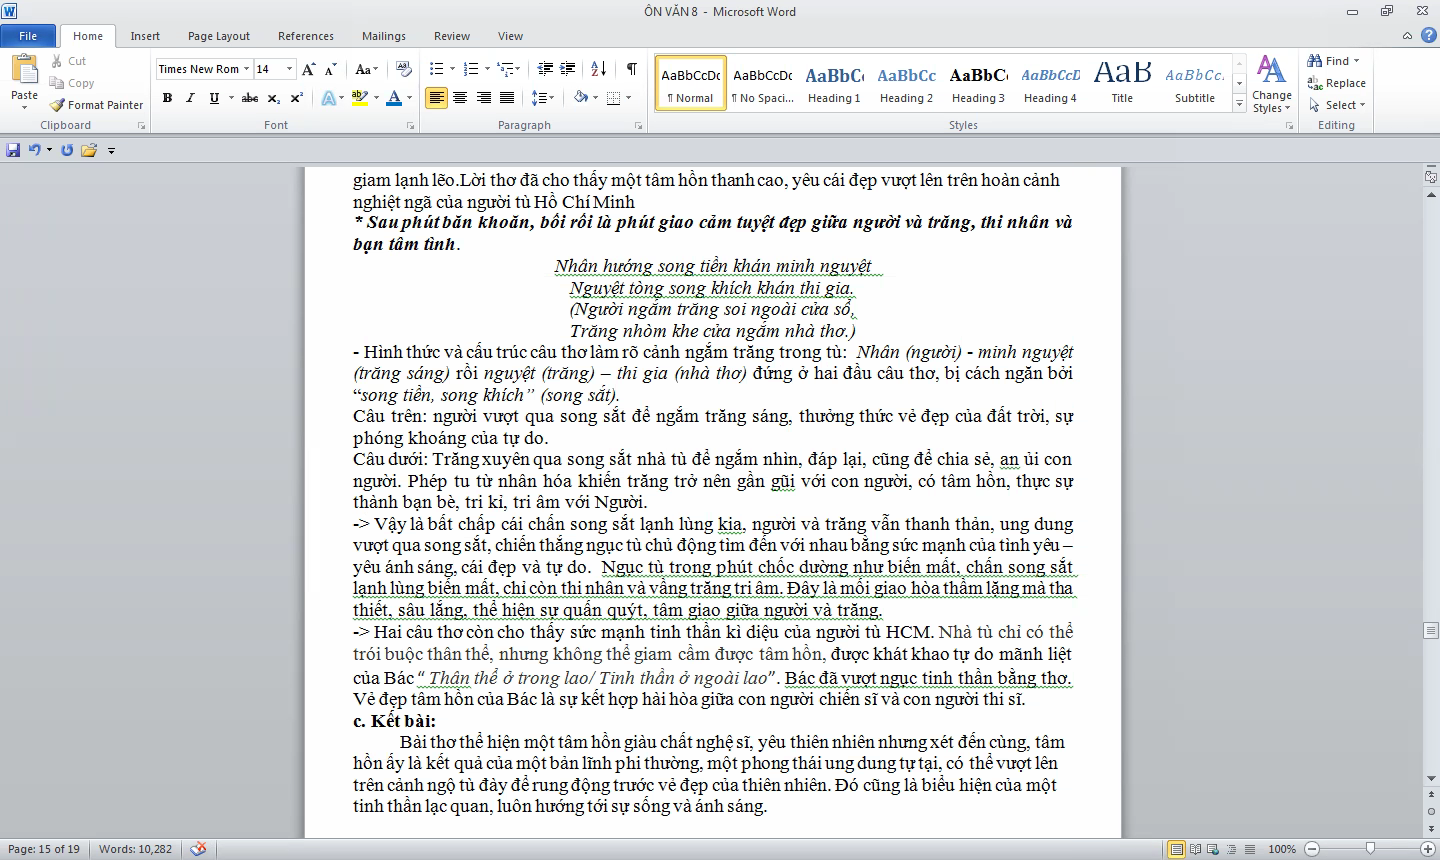 ÔN VĂN 8 - Microsoft Word
File Home Insert Page Layout References Mailings Review View
Paste
Cut
Copy
Format Painter
Clipboard
Times New Rom 14
Font
Paragraph
AaBbCcDc AaBbCcDc AaBbCc AaBbCc AaBbCc AaBbCcD AaB AaBbCc.
¶ Normal ¶ No Spaci... Heading 1 Heading 2 Heading 3 Heading 4 Title Subtitle
Styles
Change
Styles
Find
Replace
Select
Editing
giam lạnh lẽo.Lời thơ đã cho thấy một tâm hồn thanh cao, yêu cái đẹp vượt lên trên hoàn cảnh
nghiệt ngã của người tù Hồ Chí Minh
* Sau phút băn khoăn, bối rối là phút giao cảm tuyệt đẹp giữa người và trăng, thi nhân và
bạn tâm tình.
Nhân hướng song tiền khán minh nguyệt
Nguyệt tòng song khích khán thi gia.
(Người ngắm trăng soi ngoài cửa sổ,
Trăng nhòm khe cửa ngắm nhà thơ.)
- Hình thức và cấu trúc câu thơ làm rõ cảnh ngắm trăng trong tù: Nhân (người) - minh nguyệt
(trăng sáng) rồi nguyệt (trăng) – thi gia (nhà thơ) đứng ở hai đầu câu thơ, bị cách ngăn bởi
“song tiền, song khích” (song sắt).
Câu trên: người vượt qua song sắt để ngắm trăng sáng, thưởng thức vẻ đẹp của đất trời, sự
phóng khoáng của tự do.
Câu dưới: Trăng xuyên qua song sắt nhà tù để ngắm nhìn, đáp lại, cũng để chia sẻ, an ủi con
người. Phép tu từ nhân hóa khiến trăng trở nên gần gũi với con người, có tâm hồn, thực sự
thành bạn bè, tri kỉ, tri âm với Người.
-> Vậy là bất chấp cái chấn song sắt lạnh lùng kia, người và trăng vẫn thanh thản, ung dung
vượt qua song sắt, chiến thắng ngục tù chủ động tìm đến với nhau bằng sức mạnh của tình yêu –
yêu ánh sáng, cái đẹp và tự do. Ngục tù trong phút chốc dường như biến mất, chấn song sắt
lạnh lùng biến mất, chỉ còn thi nhân và vầng trăng tri âm. Đây là mối giao hòa thầm lặng mà tha
thiết, sâu lắng, thể hiện sự quấn quýt, tâm giao giữa người và trăng.
-> Hai câu thơ còn cho thấy sức mạnh tinh thần kì diệu của người tù HCM. Nhà tù chỉ có thể
trói buộc thân thể, nhưng không thể giam cầm được tâm hồn, được khát khao tự do mãnh liệt
của Bác “ Thân thể ở trong lao/ Tinh thần ở ngoài lao”. Bác đã vượt ngục tinh thần bằng thơ.
Vẻ đẹp tâm hồn của Bác là sự kết hợp hài hòa giữa con người chiến sĩ và con người thi sĩ.
c. Kết bài:
Bài thơ thể hiện một tâm hồn giàu chất nghệ sĩ, yêu thiên nhiên nhưng xét đến cùng, tâm
hồn ấy là kết quả của một bản lĩnh phi thường, một phong thái ung dung tự tại, có thể vượt lên
trên cảnh ngộ tù đày để rung động trước vẻ đẹp của thiên nhiên. Đó cũng là biểu hiện của một
tinh thần lạc quan, luôn hướng tới sự sống và ánh sáng.
Page: 15 of 19 Words: 10,282 100%